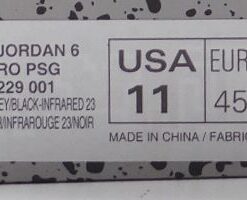 JORDAN 6
RO PSG
229 001
EY/BLACK-INFRARED 23
/INFRAROUGE 23/NOIR
USA
11
EUR
45
MADE IN CHINA / FABRIC